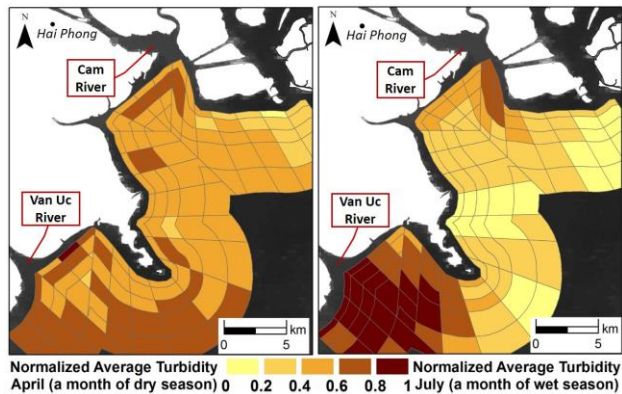 N
Hai Phong
Cam
River
Van Uc
River
0
5
km
N
Hai Phong
Cam
River
Van Uc
River
0
5
km
Normalized Average Turbidity
April (a month of dry season)
0 0.2 0.4 0.6 0.8 1
Normalized Average Turbidity
July (a month of wet season)